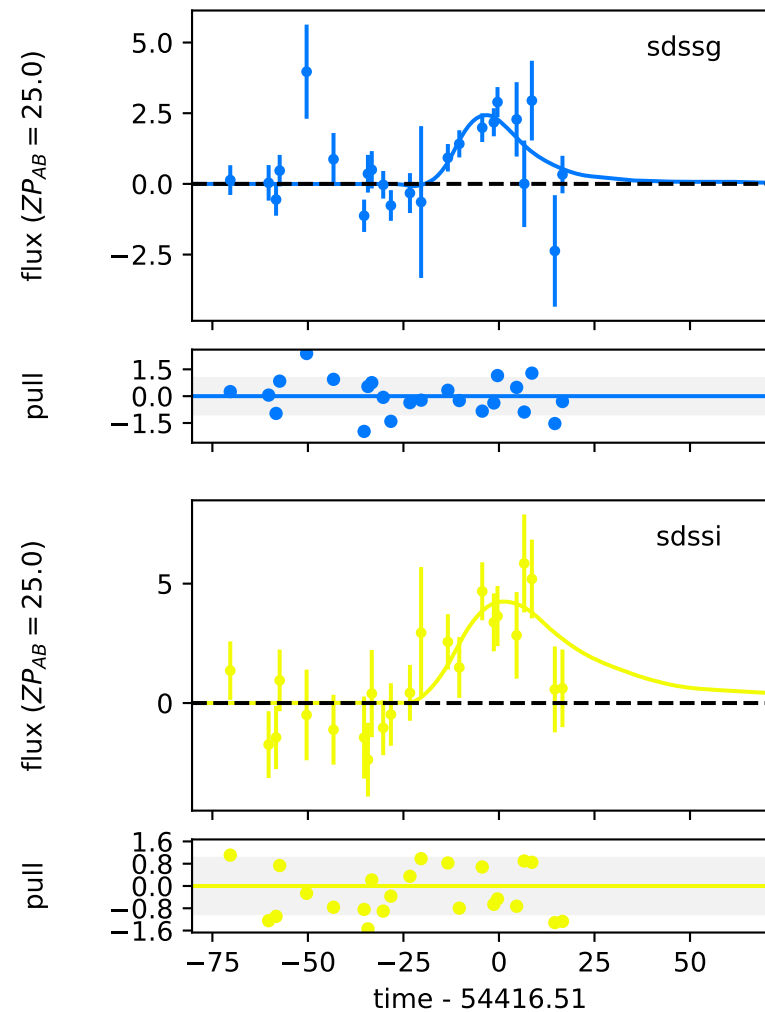 sdssg
flux (ZP_AB = 25.0)
5.0
2.5
0.0
−2.5
pull
1.5
0.0
−1.5
sdssi
flux (ZP_AB = 25.0)
5
0
pull
1.6
0.8
0.0
−0.8
−1.6
−75 −50 −25 0 25 50
time - 54416.51